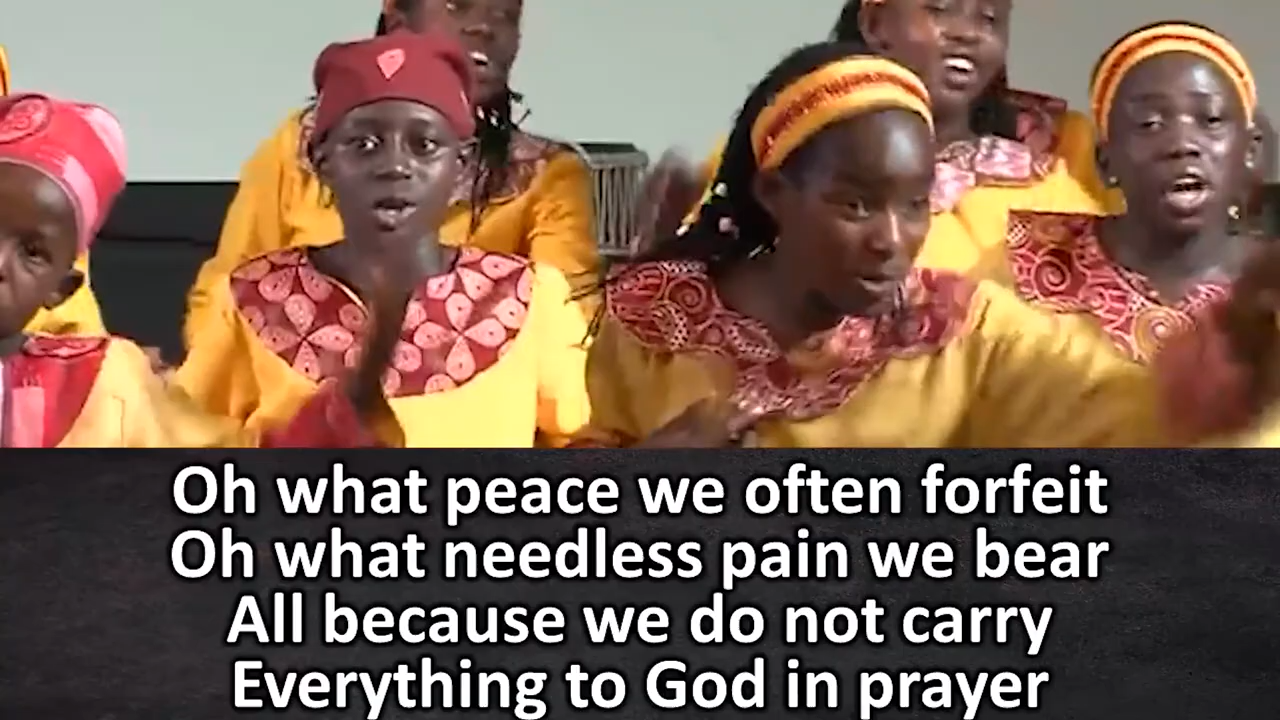 Oh what peace we often forfeit
Oh what needless pain we bear
All because we do not carry
Everything to God in prayer